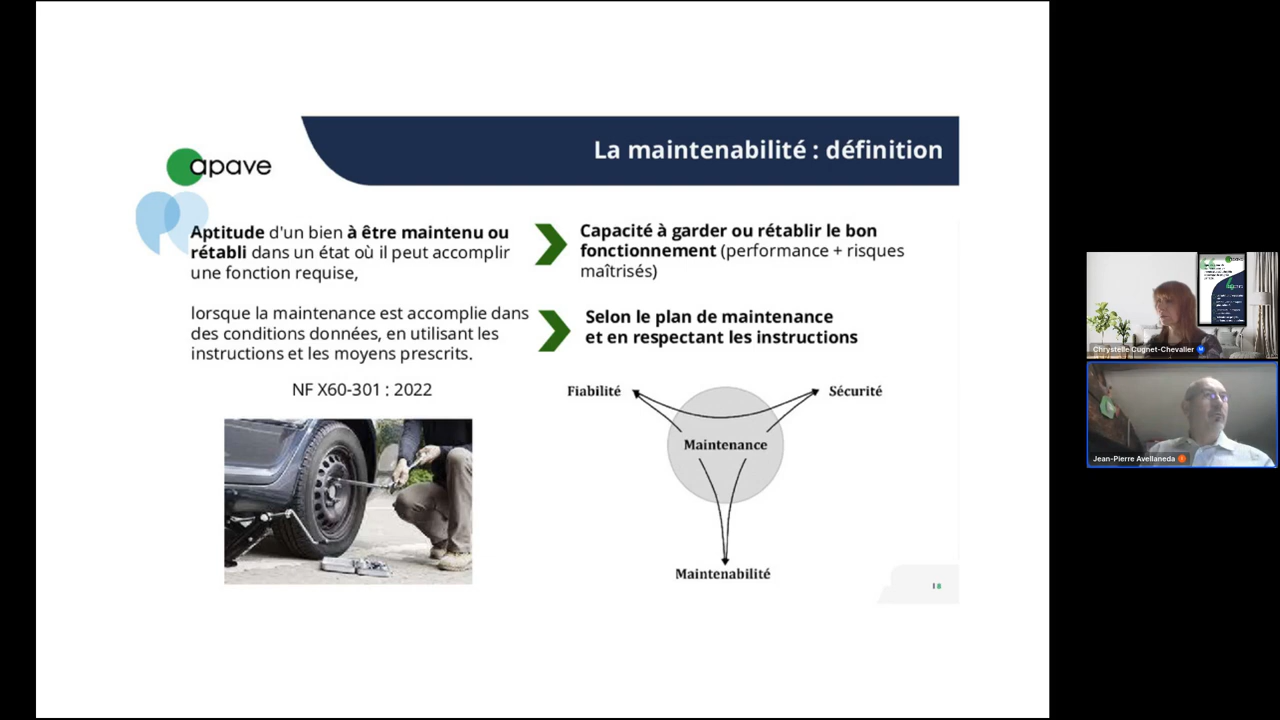 La maintenabilité : définition
apave
Aptitude d'un bien à être maintenu ou
rétabli dans un état où il peut accomplir
une fonction requise,
lorsque la maintenance est accomplie dans
des conditions données, en utilisant les
instructions et les moyens prescrits.
NF X60-301 : 2022
Capacité à garder ou rétablir le bon
fonctionnement (performance + risques
maîtrisés)
Selon le plan de maintenance
et en respectant les instructions
Fiabilité
Sécurité
Maintenance
Maintenabilité
Chrystelle Cugnet-Chevalier
Jean-Pierre Avellaneda